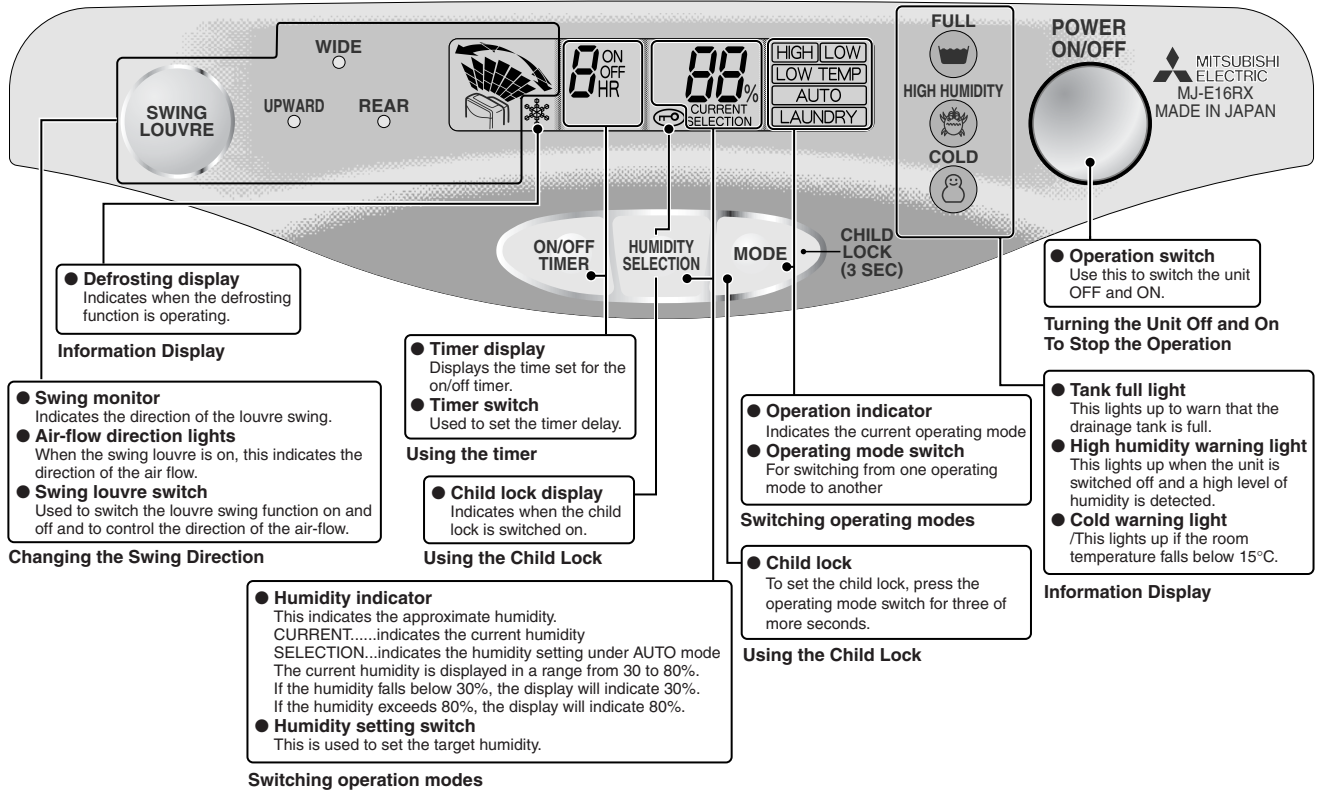 WIDE
UPWARD
REAR
SWING
LOUVRE
8
ON
OFF
HR
88%
CURRENT
SELECTION
HIGH LOW
LOW TEMP
AUTO
LAUNDRY
FULL
HIGH HUMIDITY
COLD
POWER
ON/OFF
MITSUBISHI
ELECTRIC
MJ-E16RX
MADE IN JAPAN
ON/OFF
TIMER
HUMIDITY
SELECTION
MODE
CHILD
LOCK
(3 SEC)
● Defrosting display
Indicates when the defrosting
function is operating.
Information Display
● Swing monitor
Indicates the direction of the louvre swing.
● Air-flow direction lights
When the swing louvre is on, this indicates the
direction of the air flow.
● Swing louvre switch
Used to switch the louvre swing function on and
off and to control the direction of the air-flow.
Changing the Swing Direction
● Timer display
Displays the time set for the
on/off timer.
● Timer switch
Used to set the timer delay.
Using the timer
● Child lock display
Indicates when the child
lock is switched on.
Using the Child Lock
● Humidity indicator
This indicates the approximate humidity.
CURRENT......indicates the current humidity
SELECTION...indicates the humidity setting under AUTO mode
The current humidity is displayed in a range from 30 to 80%.
If the humidity falls below 30%, the display will indicate 30%.
If the humidity exceeds 80%, the display will indicate 80%.
● Humidity setting switch
This is used to set the target humidity.
Switching operation modes
● Operation indicator
Indicates the current operating mode
● Operating mode switch
For switching from one operating
mode to another
Switching operating modes
● Child lock
To set the child lock, press the
operating mode switch for three of
more seconds.
Using the Child Lock
● Operation switch
Use this to switch the unit
OFF and ON.
Turning the Unit Off and On
To Stop the Operation
● Tank full light
This lights up to warn that the
drainage tank is full.
● High humidity warning light
This lights up when the unit is
switched off and a high level of
humidity is detected.
● Cold warning light
/This lights up if the room
temperature falls below 15°C.
Information Display